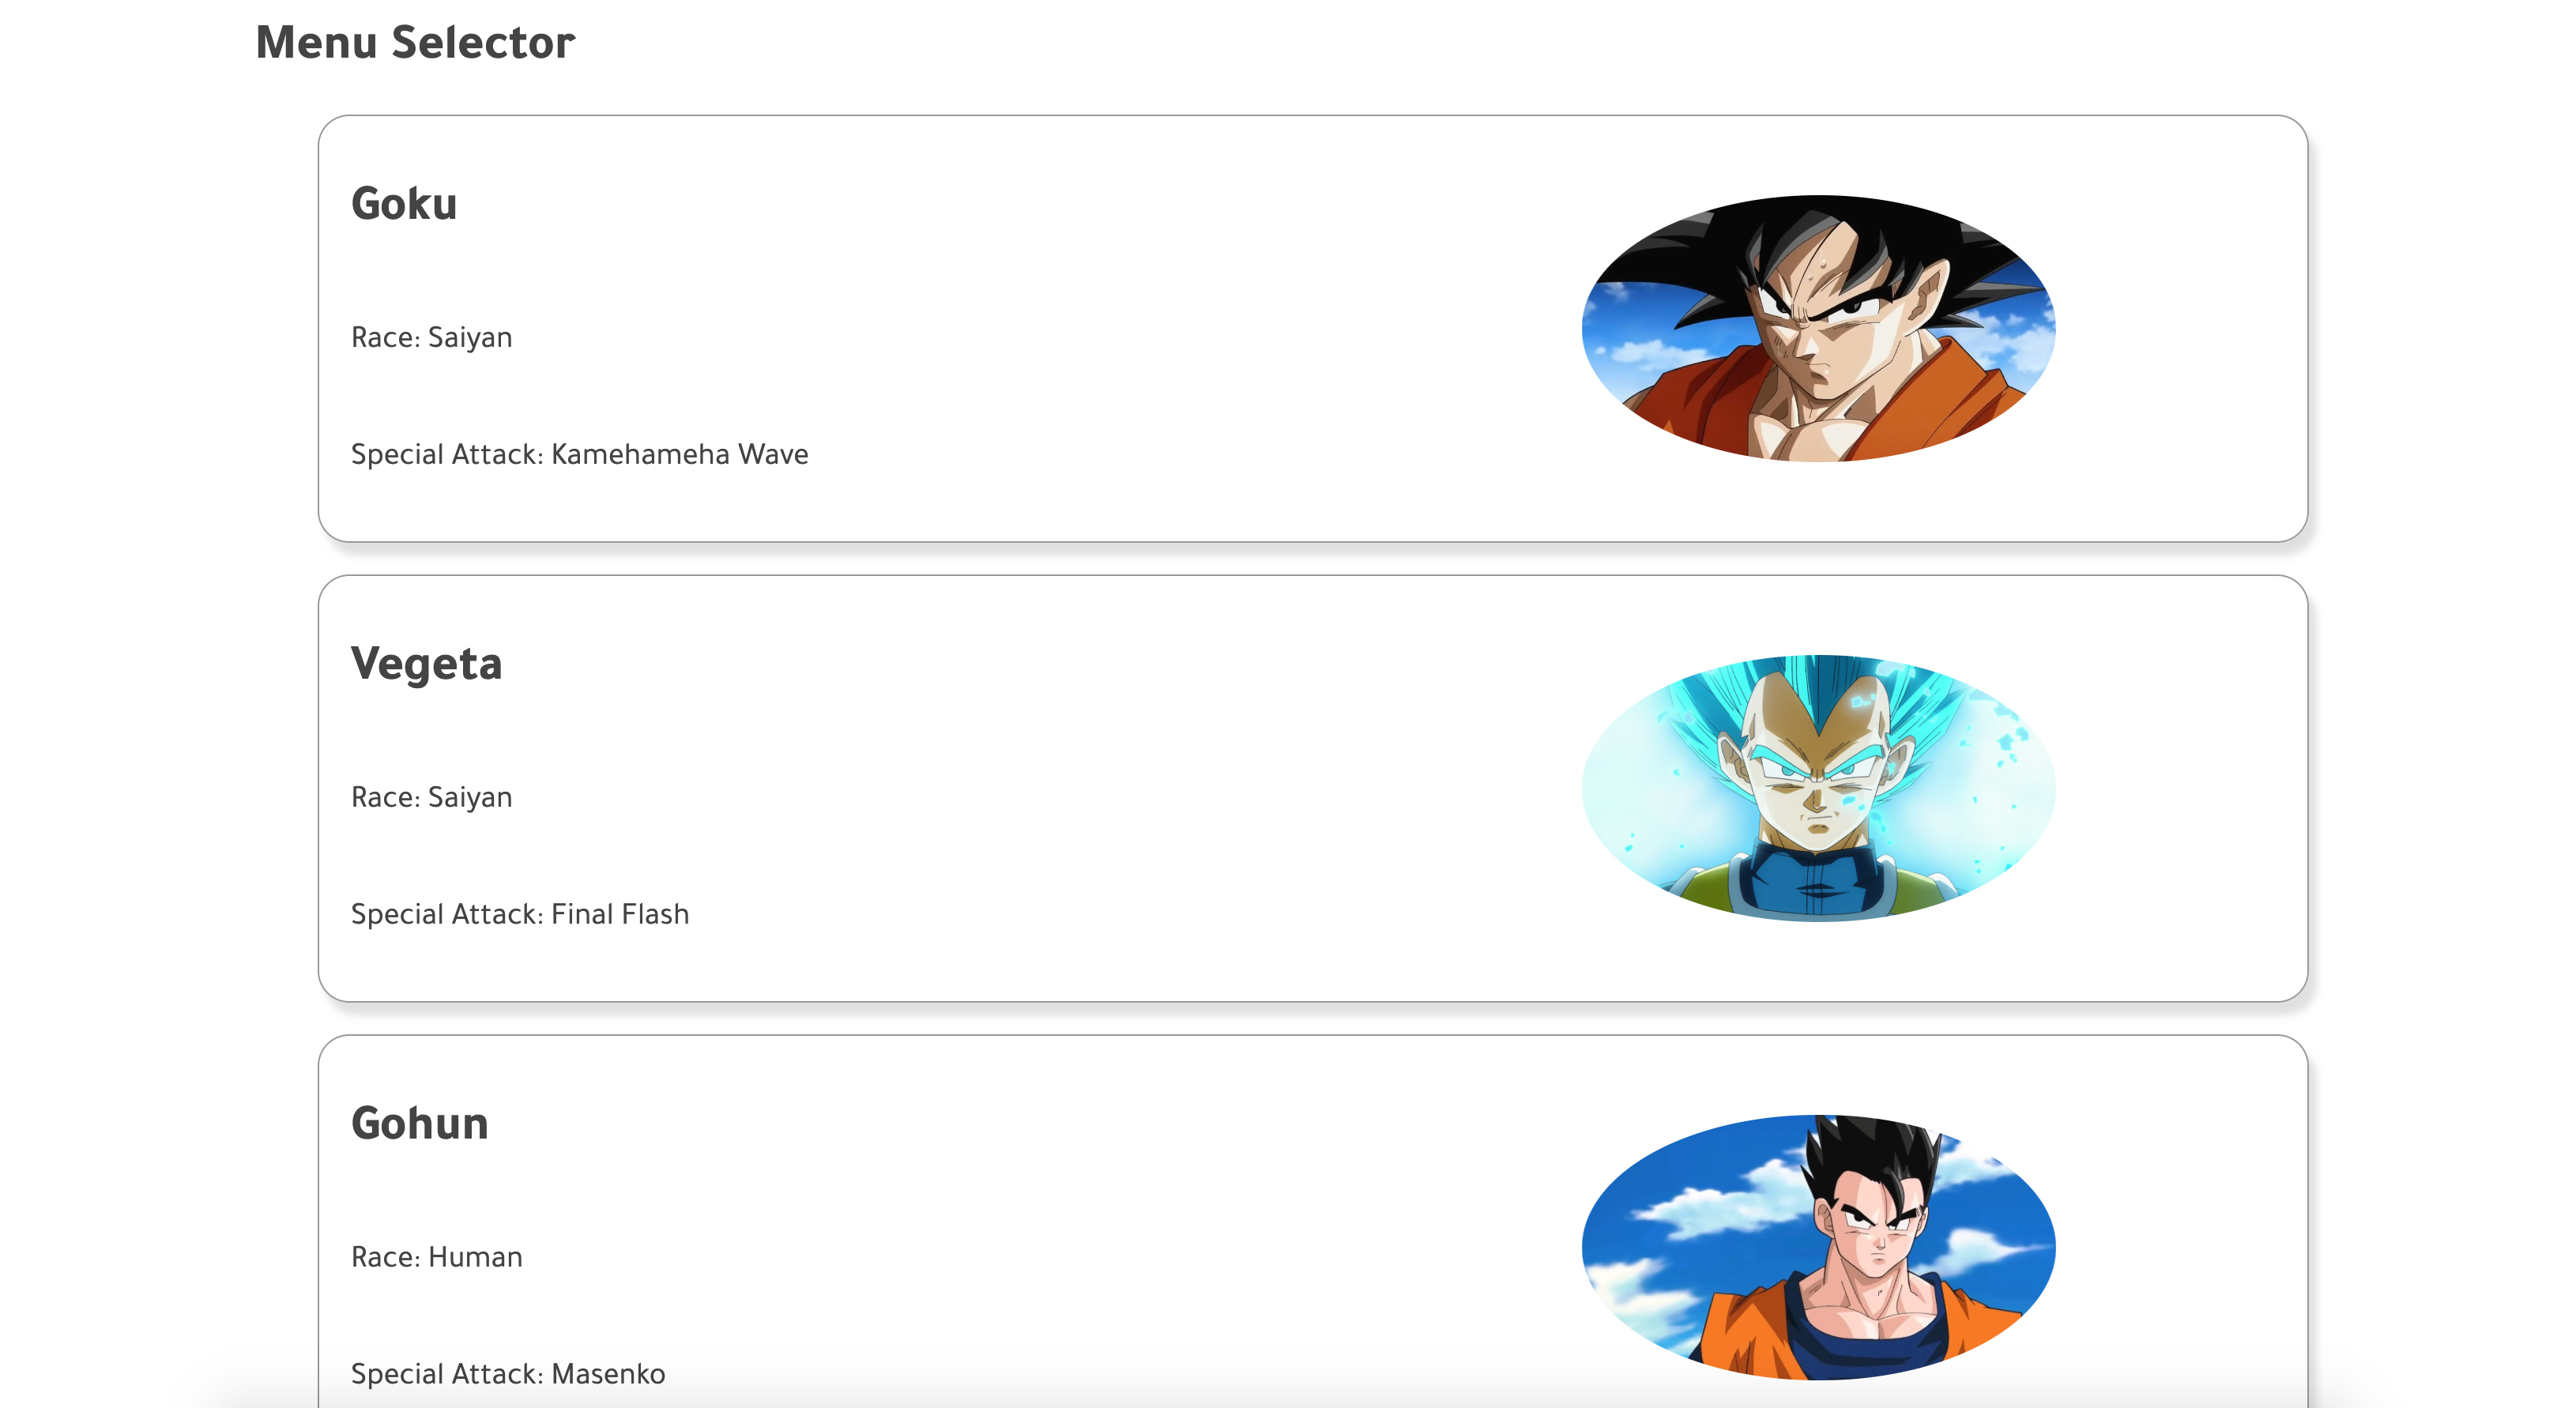 Menu Selector
Goku
Race: Saiyan
Special Attack: Kamehameha Wave
Vegeta
Race: Saiyan
Special Attack: Final Flash
Gohun
Race: Human
Special Attack: Masenko